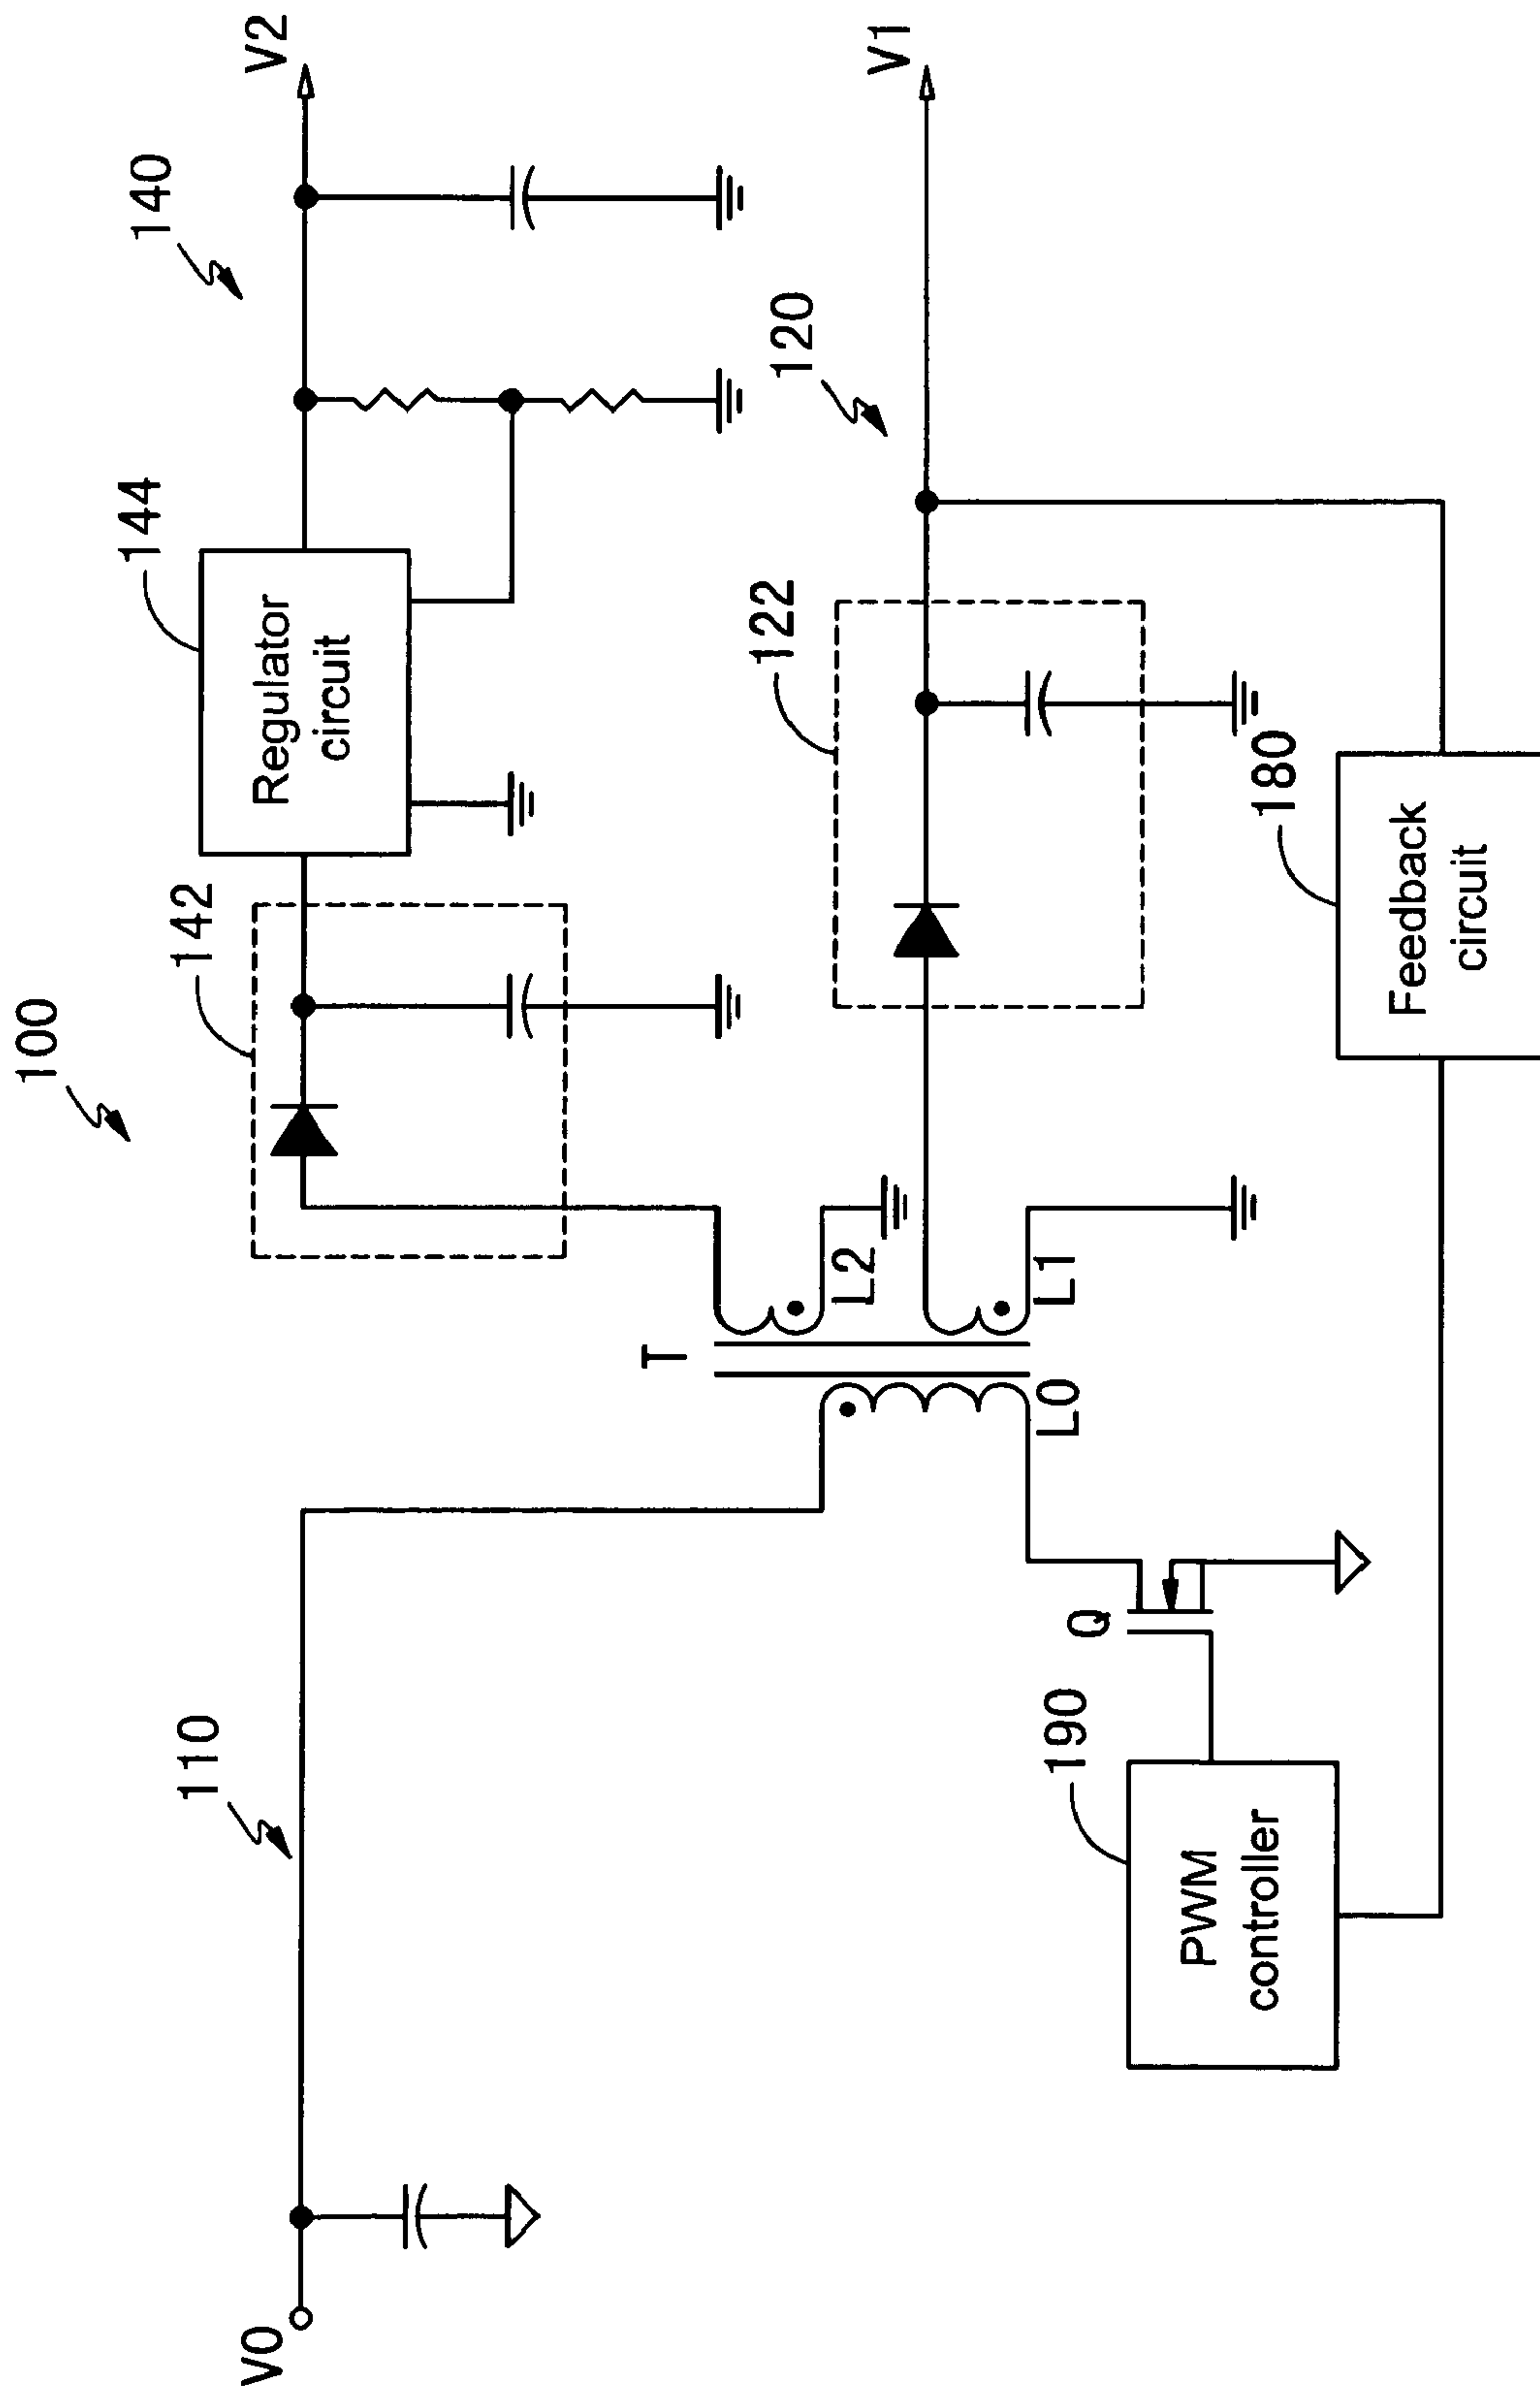 100
110
140
V0
142
144
Regulator
circuit
V2
T
L2
L0
L1
120
122
V1
Q
190
PWM
controller
180
Feedback
circuit